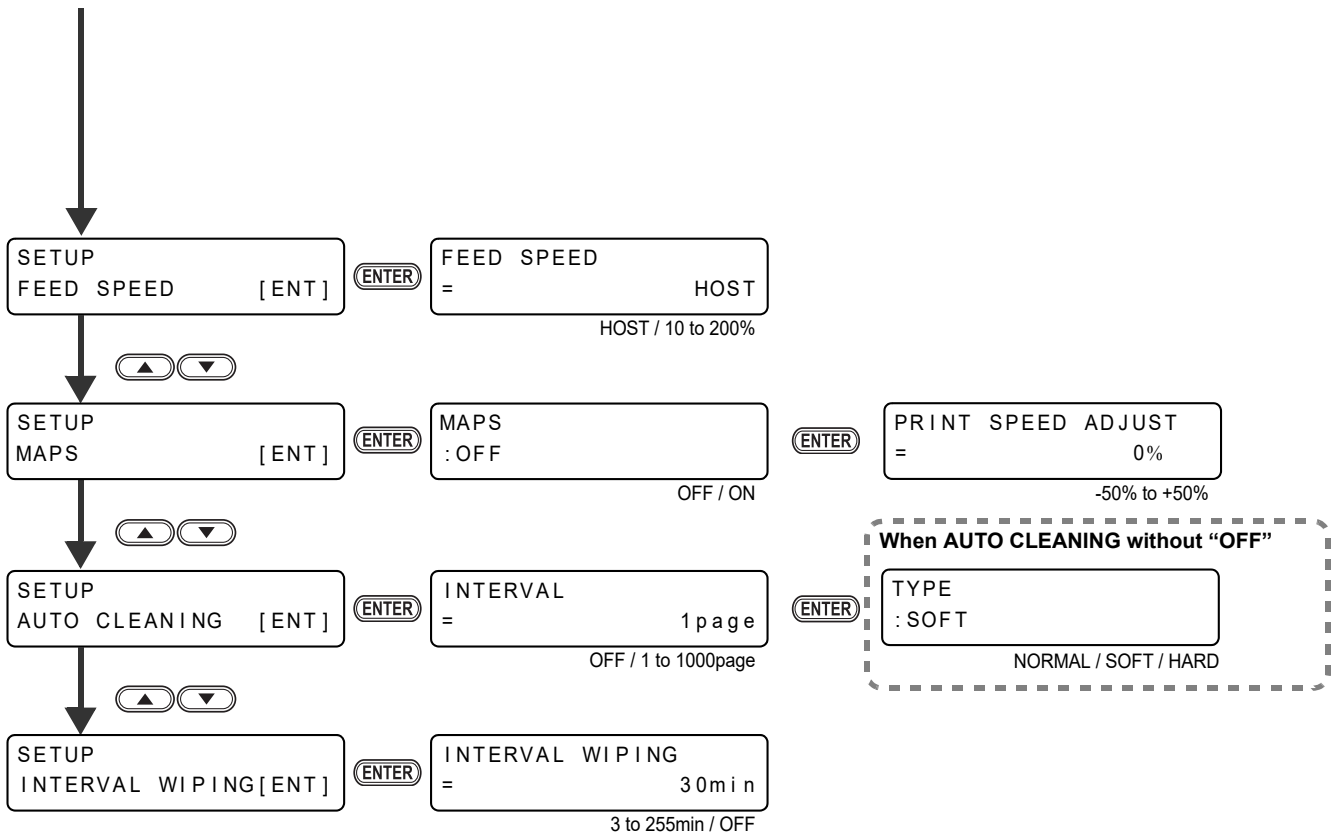 SETUP
FEED SPEED [ENT]
ENTER
FEED SPEED
= HOST
HOST / 10 to 200%
SETUP
MAPS [ENT]
ENTER
MAPS
:OFF
OFF / ON
ENTER
PRINT SPEED ADJUST
= 0%
-50% to +50%
SETUP
AUTO CLEANING [ENT]
ENTER
INTERVAL
= 1page
OFF / 1 to 1000page
ENTER
When AUTO CLEANING without “OFF”
TYPE
:SOFT
NORMAL / SOFT / HARD
SETUP
INTERVAL WIPING[ENT]
ENTER
INTERVAL WIPING
= 30min
3 to 255min / OFF